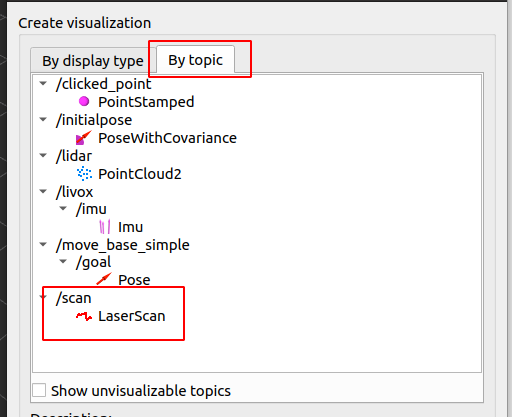 Create visualization
By display type
By topic
/clicked_point
PointStamped
/initialpose
PoseWithCovariance
/lidar
PointCloud2
/livox
/imu
Imu
/move_base_simple
/goal
Pose
/scan
LaserScan
Show unvisualizable topics
Description: